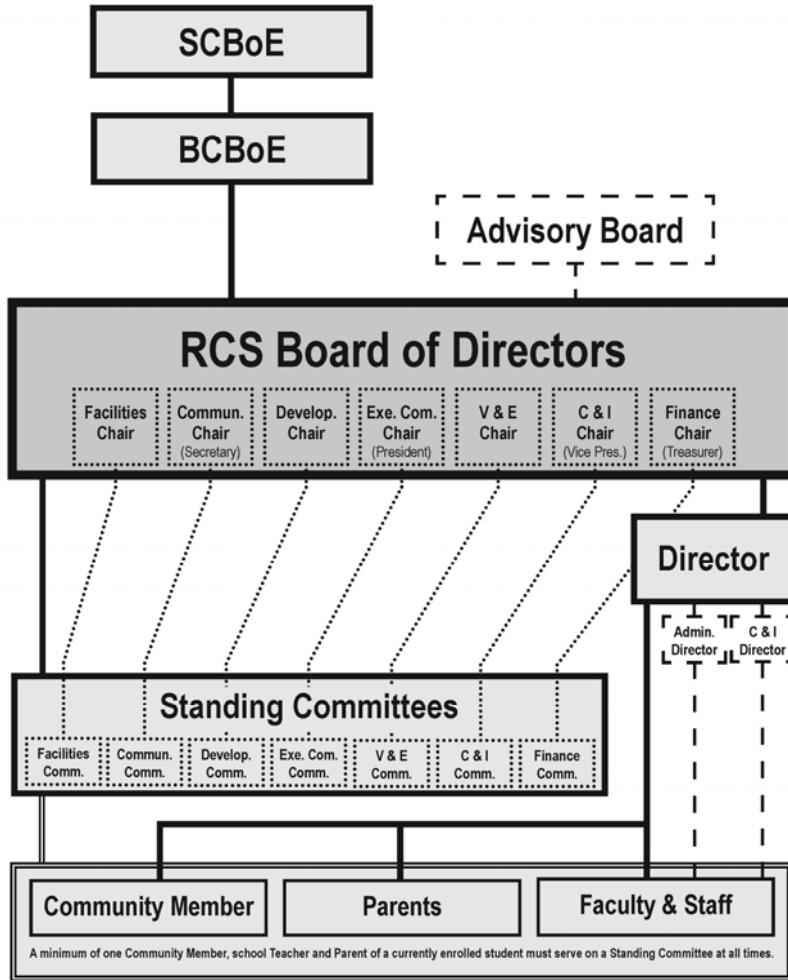 SCBoE
BCBoE
Advisory Board
RCS Board of Directors
Facilities
Chair
Commun.
Chair
(Secretary)
Develop.
Chair
Exe. Com.
Chair
(President)
V & E
Chair
C & I
Chair
(Vice Pres.)
Finance
Chair
(Treasurer)
Director
Admin.
Director
C & I
Director
Standing Committees
Facilities
Comm.
Commun.
Comm.
Develop.
Comm.
Exe. Com.
Comm.
V & E
Comm.
C & I
Comm.
Finance
Comm.
Community Member
Parents
Faculty & Staff
A minimum of one Community Member, school Teacher and Parent of a currently enrolled student must serve on a Standing Committee at all times.